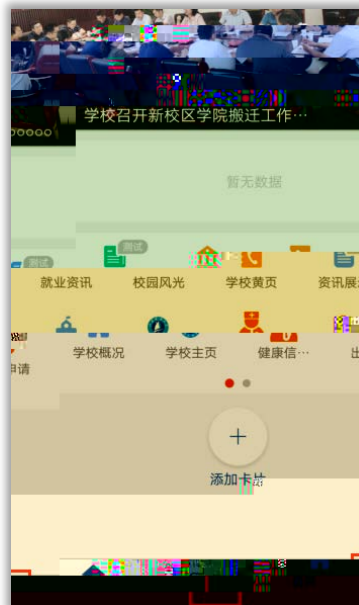 学校召开新校区学院搬迁工作…
暂无数据
测试
测试
就业资讯 校园风光 学校黄页 资讯展
学校概况 学校主页 健康信… 出
申请
添加卡片